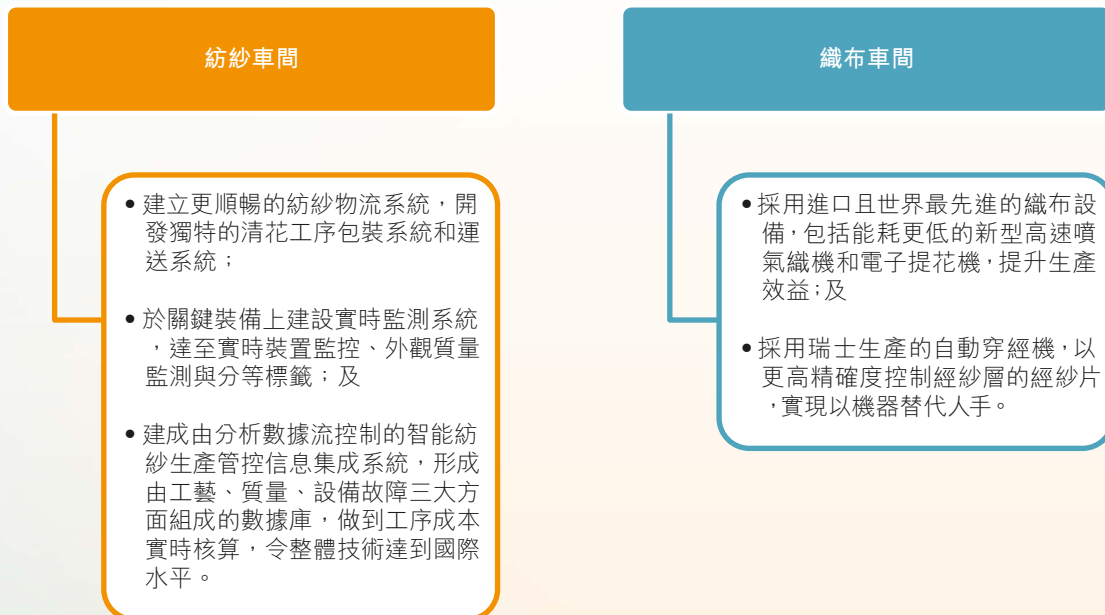 紡紗車間
• 建立更順暢的紡紗物流系統，開
發獨特的清花工序包裝系統和運
送系統；
• 於關鍵裝備上建設實時監測系統
，達至實時裝置監控、外觀質量
監測與分等標籤；及
• 建成由分析數據流控制的智能紡
紗生產管控信息集成系統，形成
由工藝、質量、設備故障三大方
面組成的數據庫，做到工序成本
實時核算，令整體技術達到國際
水平。
織布車間
• 採用進口且世界最先進的織布設
備，包括能耗更低的新型高速噴
氣織機和電子提花機，提升生產
效益；及
• 採用瑞士生產的自動穿經機，以
更高精確度控制經紗層的經紗片
，實現以機器替代人手。